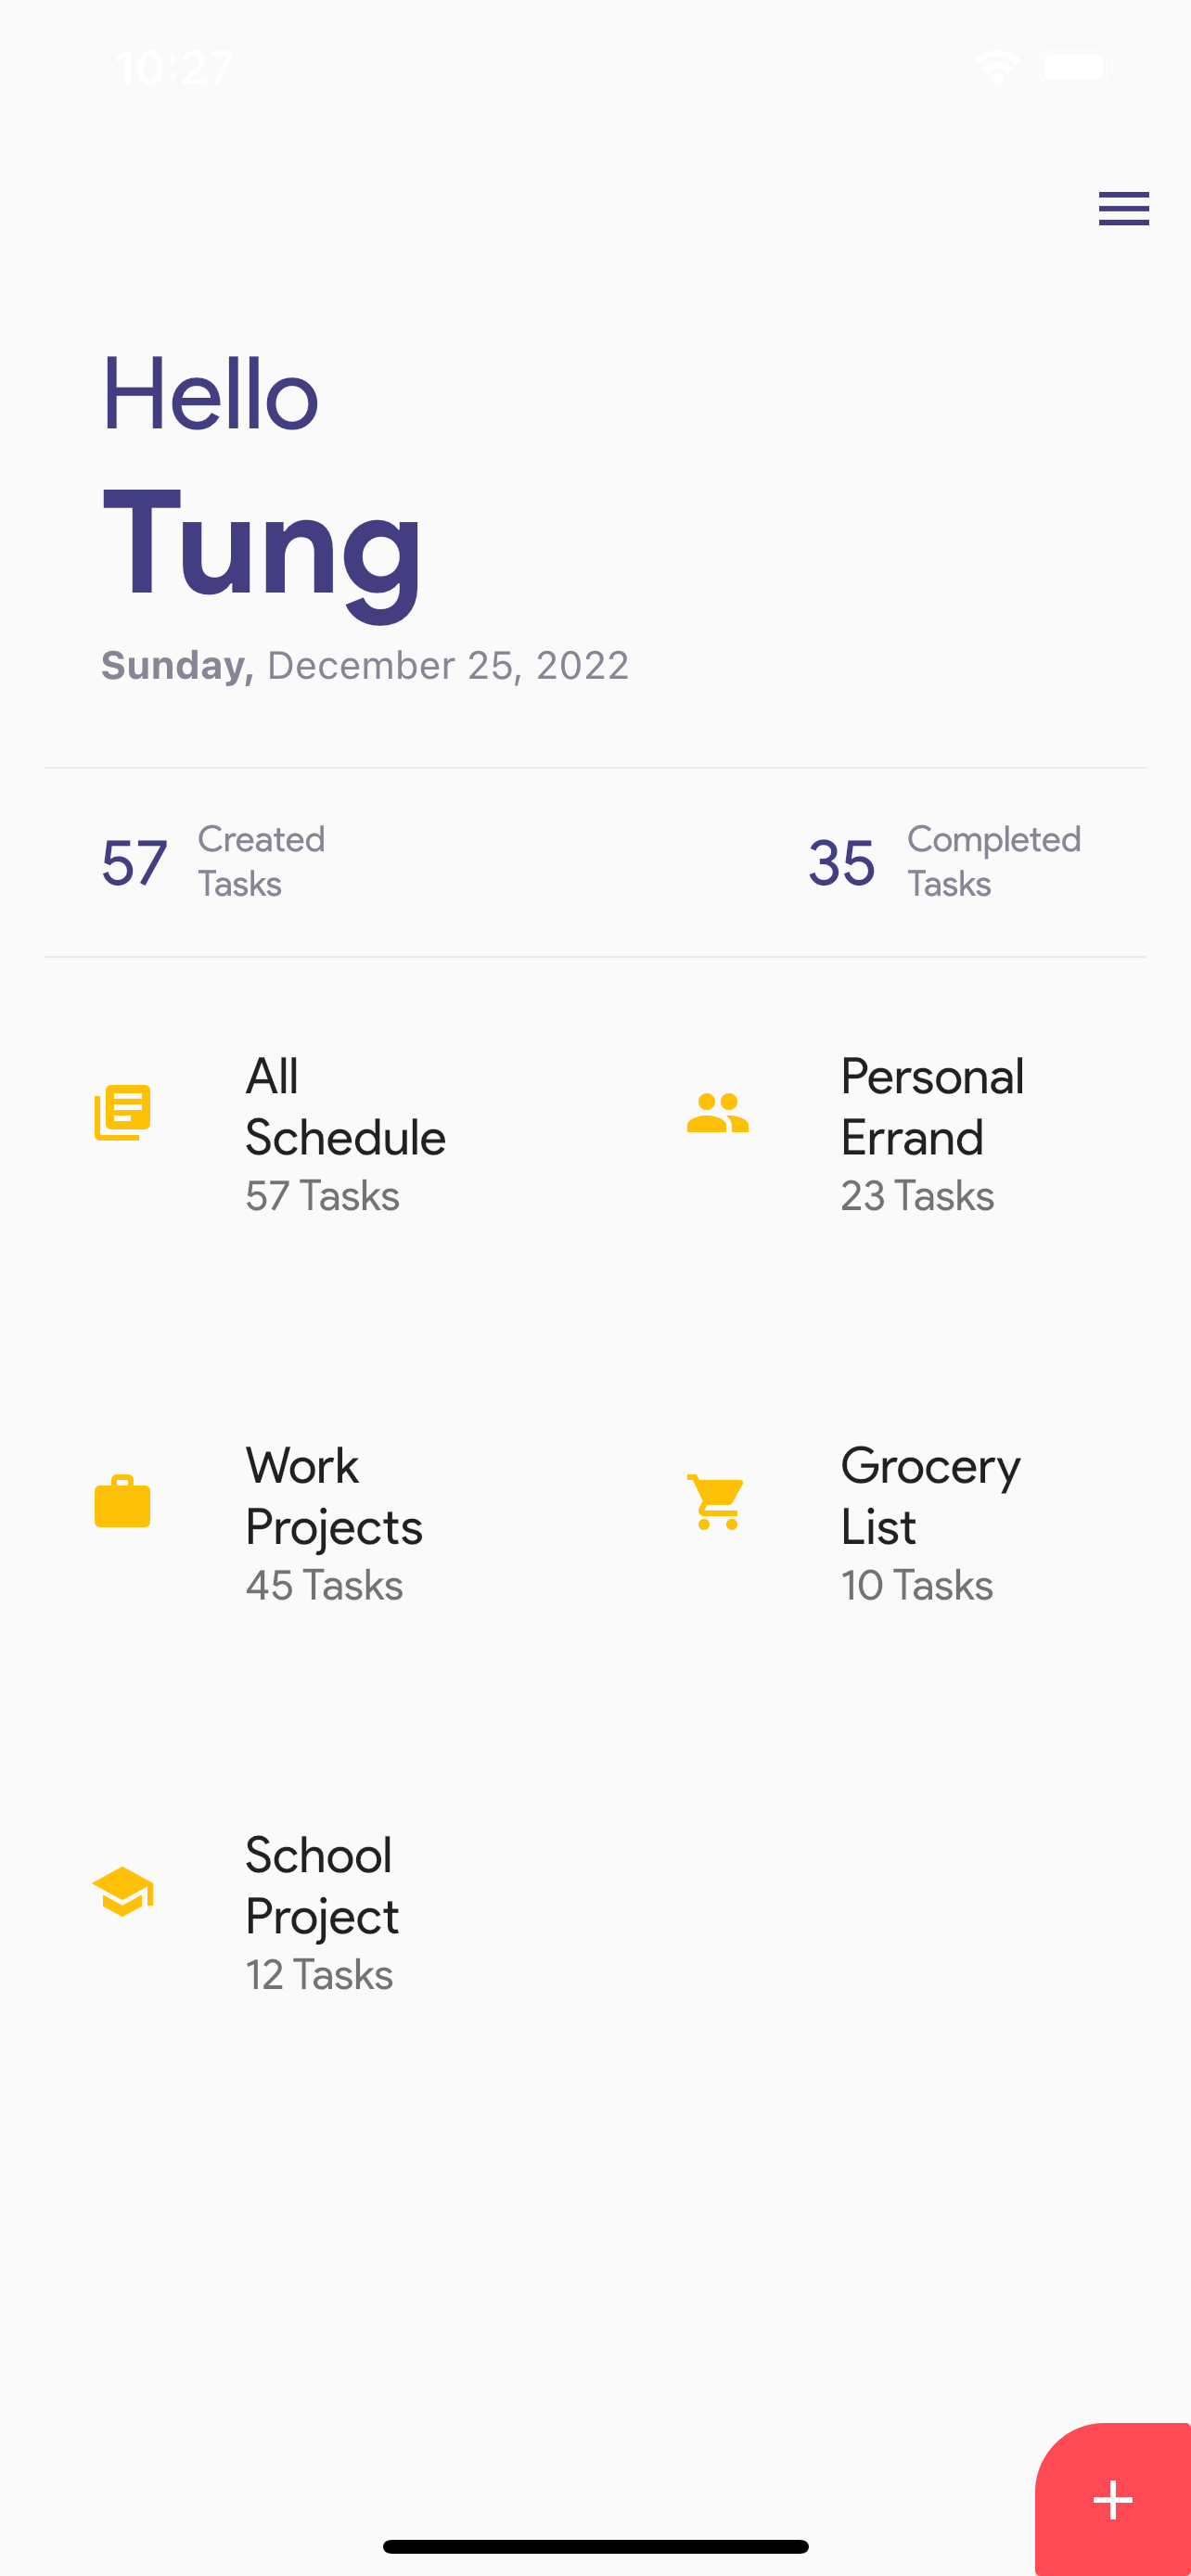 10:27
Hello
Tung
Sunday, December 25, 2022
57 Created
Tasks
35 Completed
Tasks
All
Schedule
57 Tasks
Personal
Errand
23 Tasks
Work
Projects
45 Tasks
Grocery
List
10 Tasks
School
Project
12 Tasks